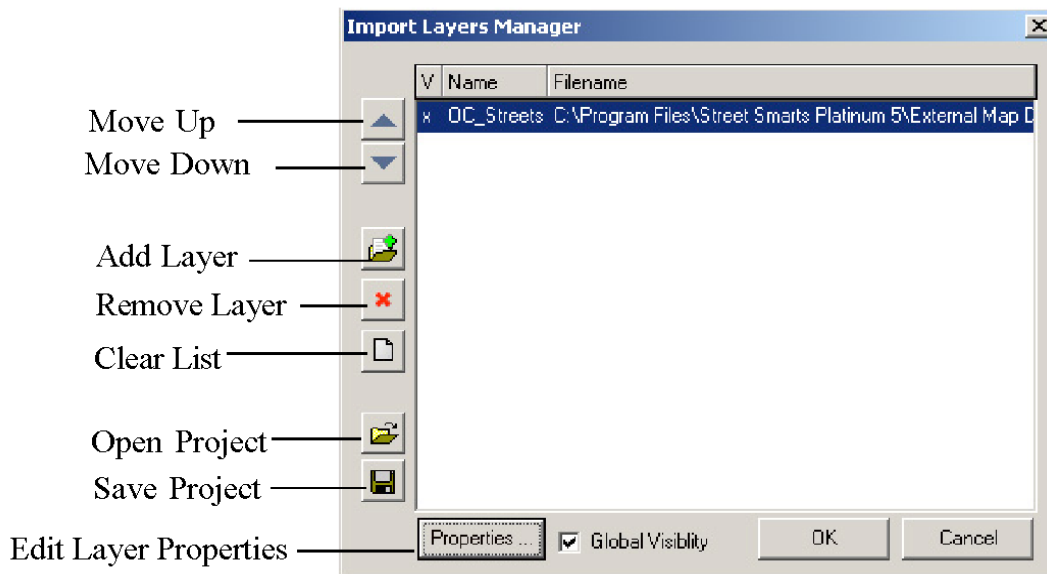 Import Layers Manager
V Name Filename
x OC_Streets C:\Program Files\Street Smarts Platinum 5\External Map D
Move Up
Move Down
Add Layer
Remove Layer
Clear List
Open Project
Save Project
Edit Layer Properties
Properties ... Global Visiblity OK Cancel